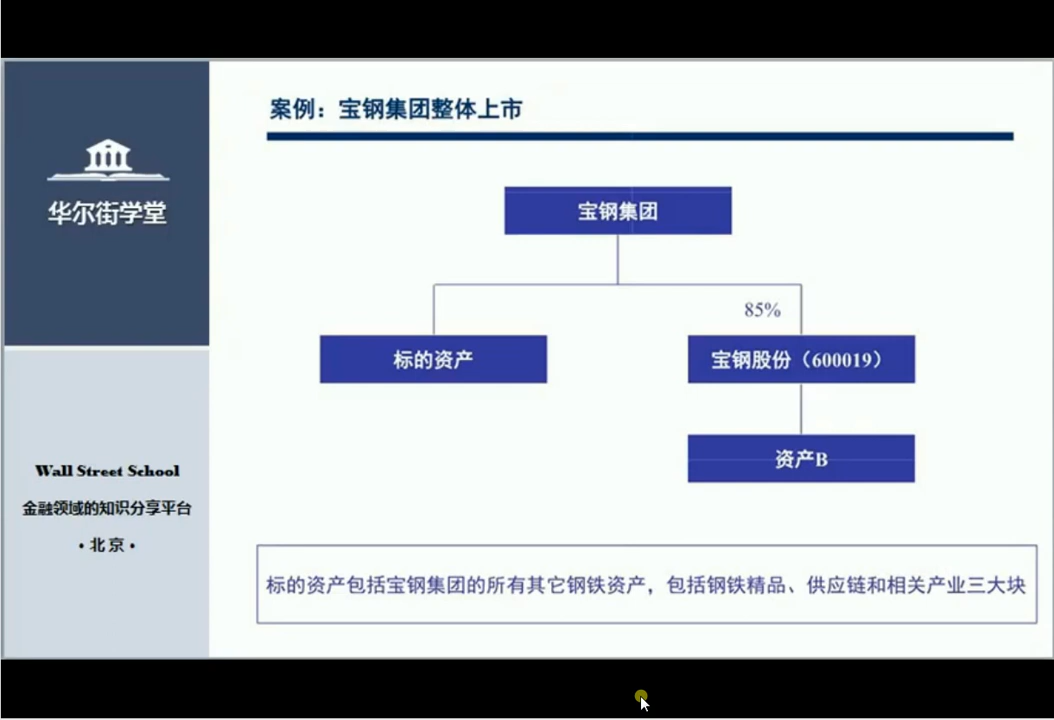 华尔街学堂
Wall Street School
金融领域的知识分享平台
•北京•
案例：宝钢集团整体上市
宝钢集团
85%
标的资产
宝钢股份（600019）
资产B
标的资产包括宝钢集团的所有其它钢铁资产，包括钢铁精品、供应链和相关产业三大块